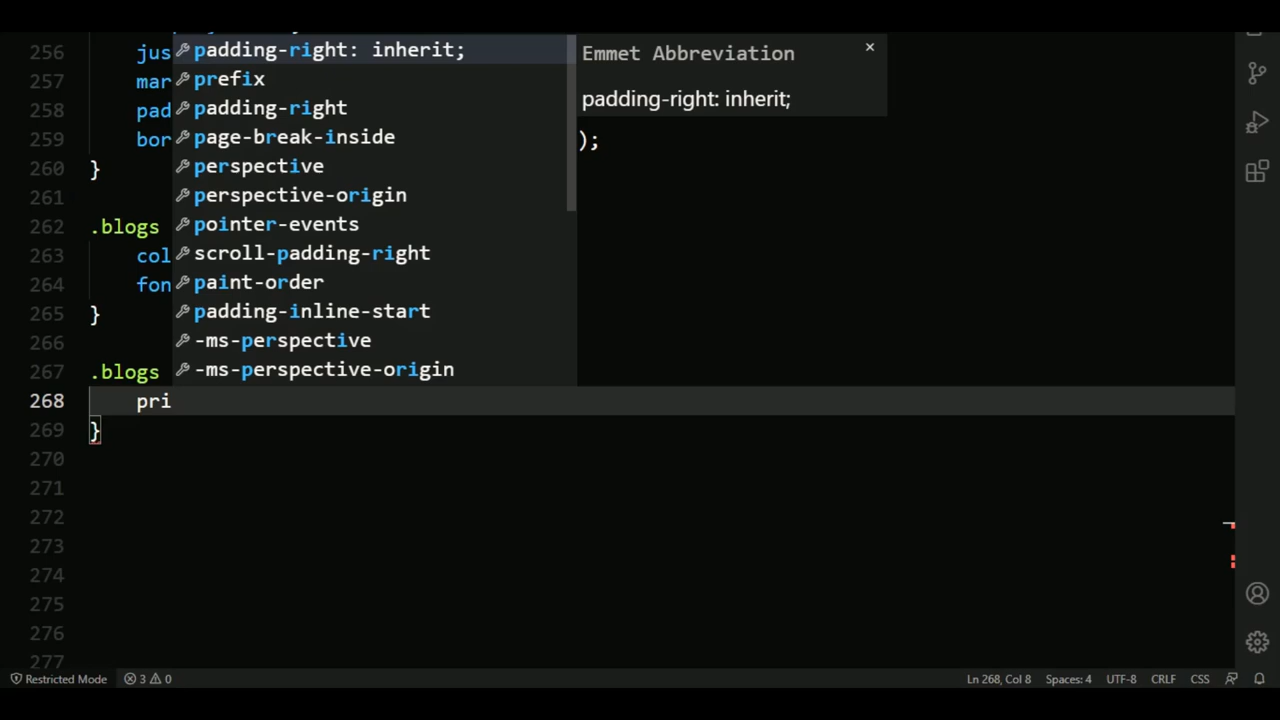 256 jus padding-right: inherit; Emmet Abbreviation ×
257 mar prefix
258 pad padding-right padding-right: inherit;
259 bor page-break-inside );
260 } perspective
261 perspective-origin
262 .blogs pointer-events
263 col scroll-padding-right
264 fon paint-order
265 } padding-inline-start
266 -ms-perspective
267 .blogs -ms-perspective-origin
268 pri
269 }
270
271
272
273
274
275
276
277
Restricted Mode 3 0 Ln 268, Col 8 Spaces: 4 UTF-8 CRLF CSS